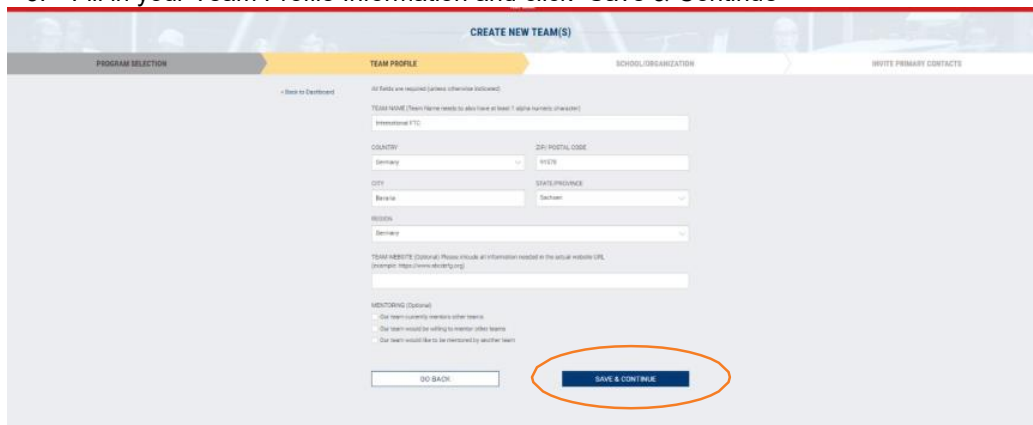 Fill in your Team Profile Information and click "Save & Continue"
CREATE NEW TEAM(S)
PROGRAM SELECTION
TEAM PROFILE
SCHOOL/ORGANIZATION
INVITE PRIMARY CONTACTS
< Back to Dashboard
All fields are required (unless otherwise indicated)
TEAM NAME (Team Name needs to also have at least 1 alpha numeric character)
International FTC
COUNTRY
ZIP/ POSTAL CODE
Germany
CITY
STATE/PROVINCE
Sachsen
REGION
Germany
TEAM WEBSITE (Optional) Please include all information needed in the actual website URL
MENTORING (Optional)
Our team currently mentors other teams
Our team would be willing to mentor other teams
Our team would like to be mentored by another team
GO BACK
SAVE & CONTINUE